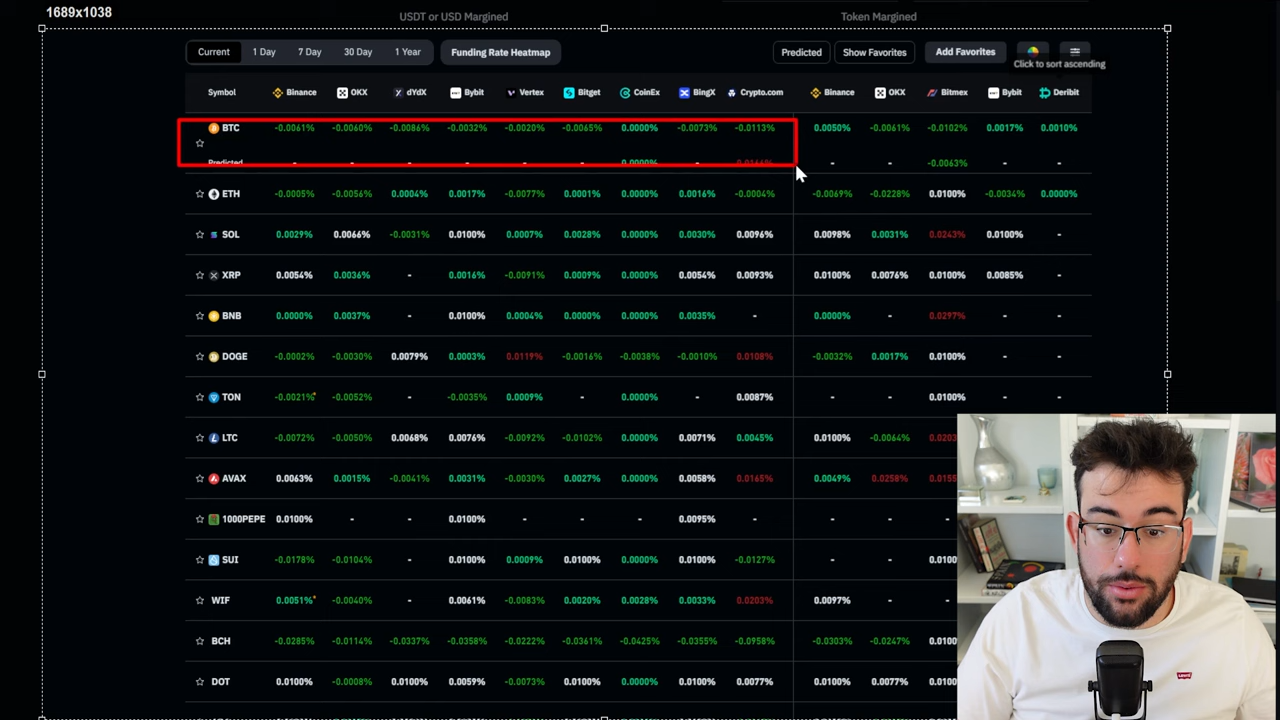 1689x1038
USDT or USD Margined Token Margined
Current 1 Day 7 Day 30 Day 1 Year Funding Rate Heatmap Predicted Show Favorites Add Favorites
Click to sort ascending
Symbol Binance OKX dYdX Bybit Vertex Bitget CoinEx BingX Crypto.com Binance OKX Bitmex Bybit Deribit
BTC -0.0061% -0.0060% -0.0086% -0.0032% -0.0020% -0.0065% 0.0000% -0.0073% -0.0113% 0.0050% -0.0061% -0.0102% 0.0017% 0.0010%
Predicted - - - - - - 0.0000% - 0.0166% - - -0.0063% - -
ETH -0.0005% -0.0056% 0.0004% 0.0017% -0.0077% 0.0001% 0.0000% 0.0016% -0.0004% -0.0069% -0.0228% 0.0100% -0.0034% 0.0000%
SOL 0.0029% 0.0066% -0.0031% 0.0100% 0.0007% 0.0028% 0.0000% 0.0030% 0.0096% 0.0098% 0.0031% 0.0243% 0.0100% -
XRP 0.0054% 0.0036% - 0.0016% -0.0091% 0.0009% 0.0000% 0.0054% 0.0093% 0.0100% 0.0076% 0.0100% 0.0085% -
BNB 0.0000% 0.0037% - 0.0100% 0.0004% 0.0000% 0.0000% 0.0035% - 0.0000% - 0.0297% - -
DOGE -0.0002% -0.0030% 0.0079% 0.0003% 0.0119% -0.0016% -0.0038% -0.0010% 0.0108% -0.0032% 0.0017% 0.0100% - -
TON -0.0021% -0.0052% - -0.0035% 0.0009% - 0.0000% - 0.0087% - - 0.0100% - -
LTC -0.0072% -0.0050% 0.0068% 0.0076% -0.0092% -0.0102% 0.0000% 0.0071% 0.0045% 0.0100% -0.0064%
AVAX 0.0063% 0.0015% -0.0041% 0.0031% -0.0030% 0.0027% 0.0000% 0.0058% 0.0165% 0.0049% 0.0258%
1000PEPE 0.0100% - - 0.0100% - - - 0.0095% - - -
SUI -0.0178% -0.0104% - 0.0100% 0.0009% 0.0100% 0.0000% 0.0100% -0.0127% - -
WIF 0.0051% -0.0040% - 0.0061% -0.0083% 0.0020% 0.0028% 0.0033% 0.0203% 0.0097% -
BCH -0.0285% -0.0114% -0.0337% -0.0358% -0.0222% -0.0361% -0.0425% -0.0355% -0.0958% -0.0303% -0.0247%
DOT 0.0100% -0.0008% 0.0100% 0.0059% -0.0073% 0.0100% 0.0000% 0.0100% 0.0077% 0.0100% 0.0077%